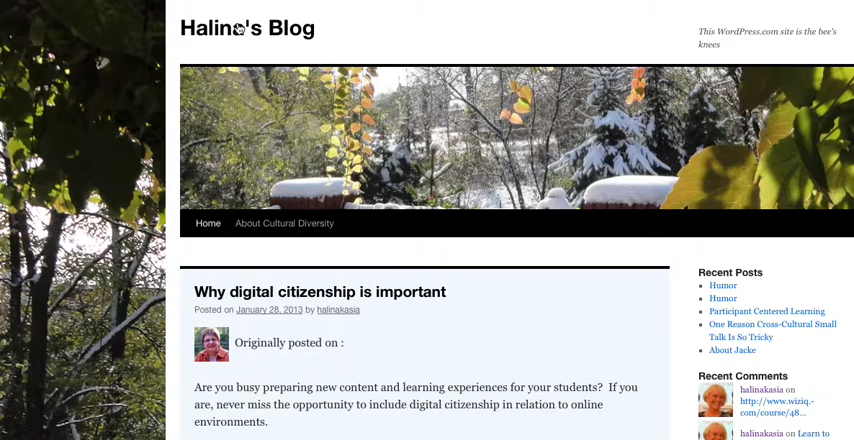 Halina's Blog
This WordPress.com site is the bee's
knees
Home About Cultural Diversity
Why digital citizenship is important
Posted on January 28, 2013 by halinakasia
Originally posted on :
Are you busy preparing new content and learning experiences for your students? If you
are, never miss the opportunity to include digital citizenship in relation to online
environments.
Recent Posts
Humor
Humor
Participant Centered Learning
One Reason Cross-Cultural Small
Talk Is So Tricky
About Jacke
Recent Comments
halinakasia on
http://www.wiziq.-
com/course/48...
halinakasia on Learn to